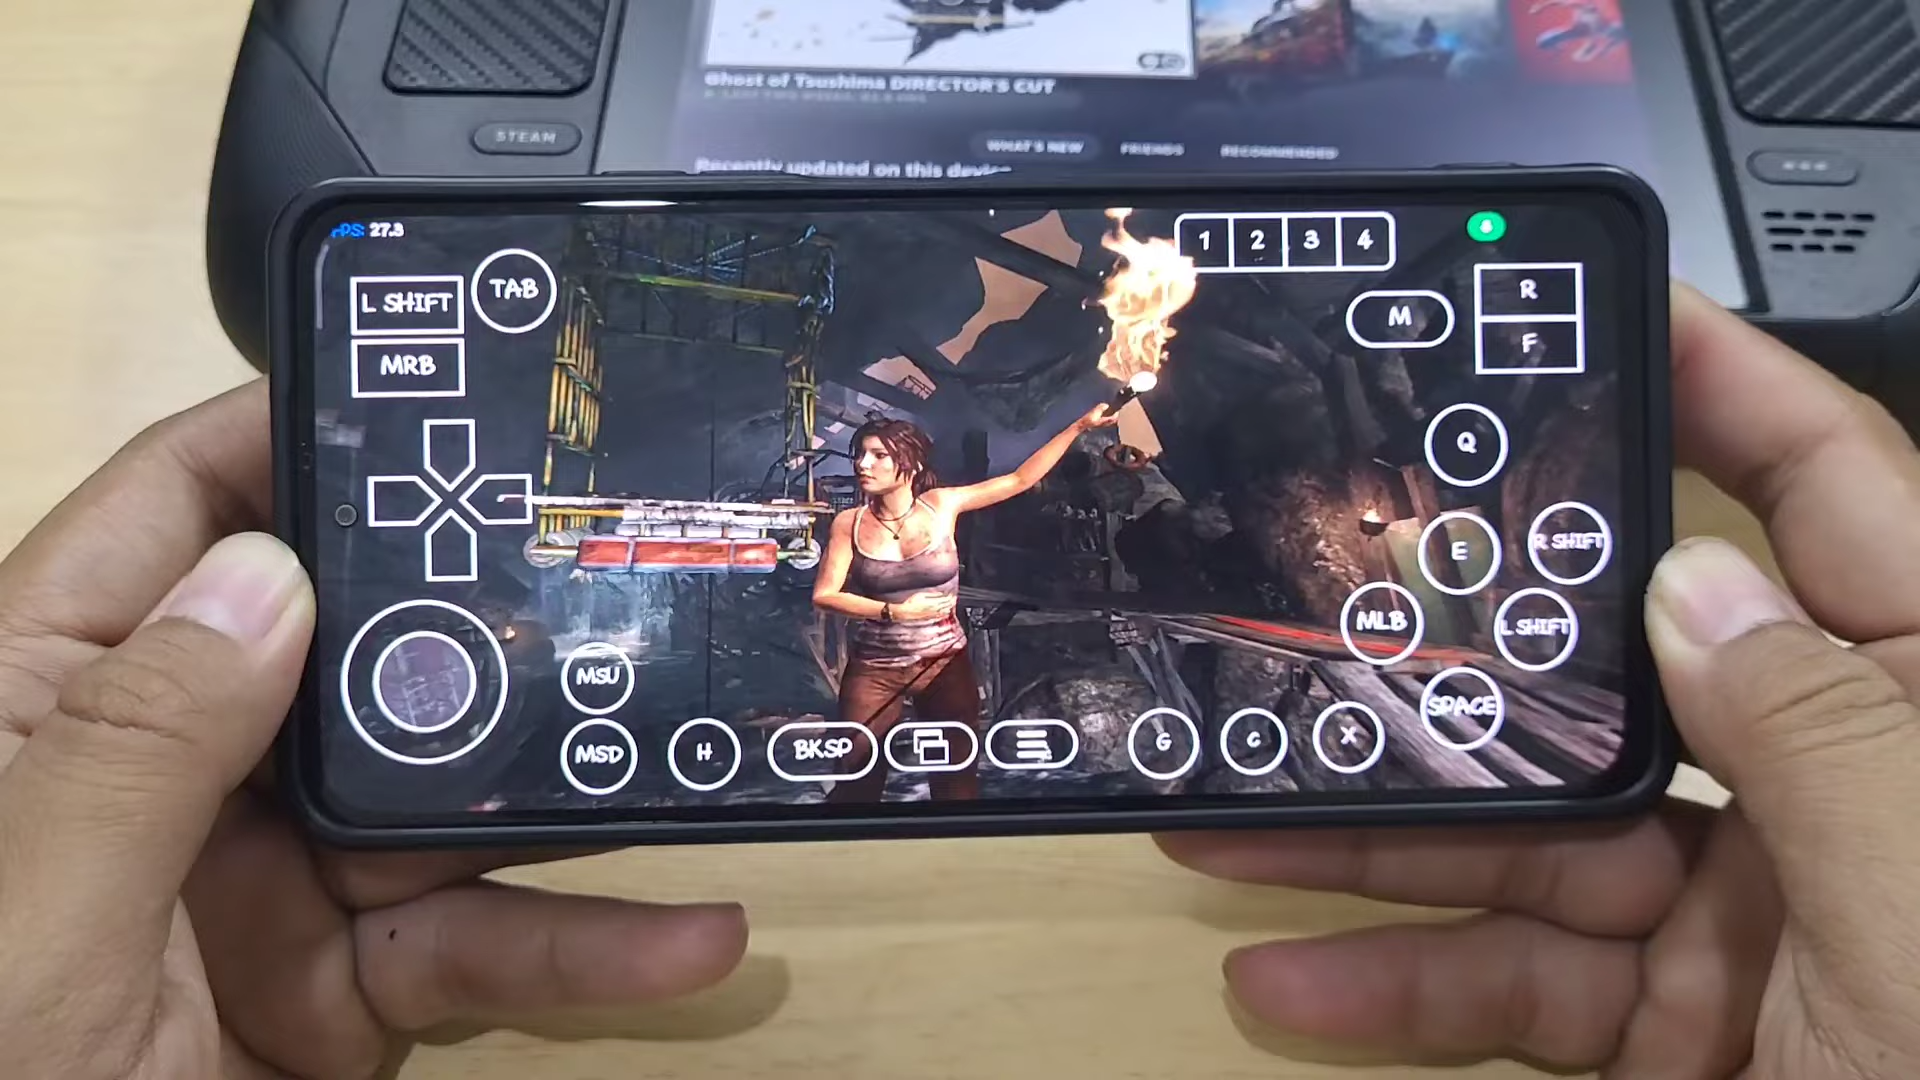 Ghost of Tsushima DIRECTOR'S CUT
STEAM
WHAT'S NEW FRIENDS RECOMMENDED
Recently updated on this device
FPS: 27.3
1 2 3 4
L SHIFT TAB
R
M
F
MRB
Q
E R SHIFT
MLB L SHIFT
MSU
SPACE
MSD H BKSP G C X